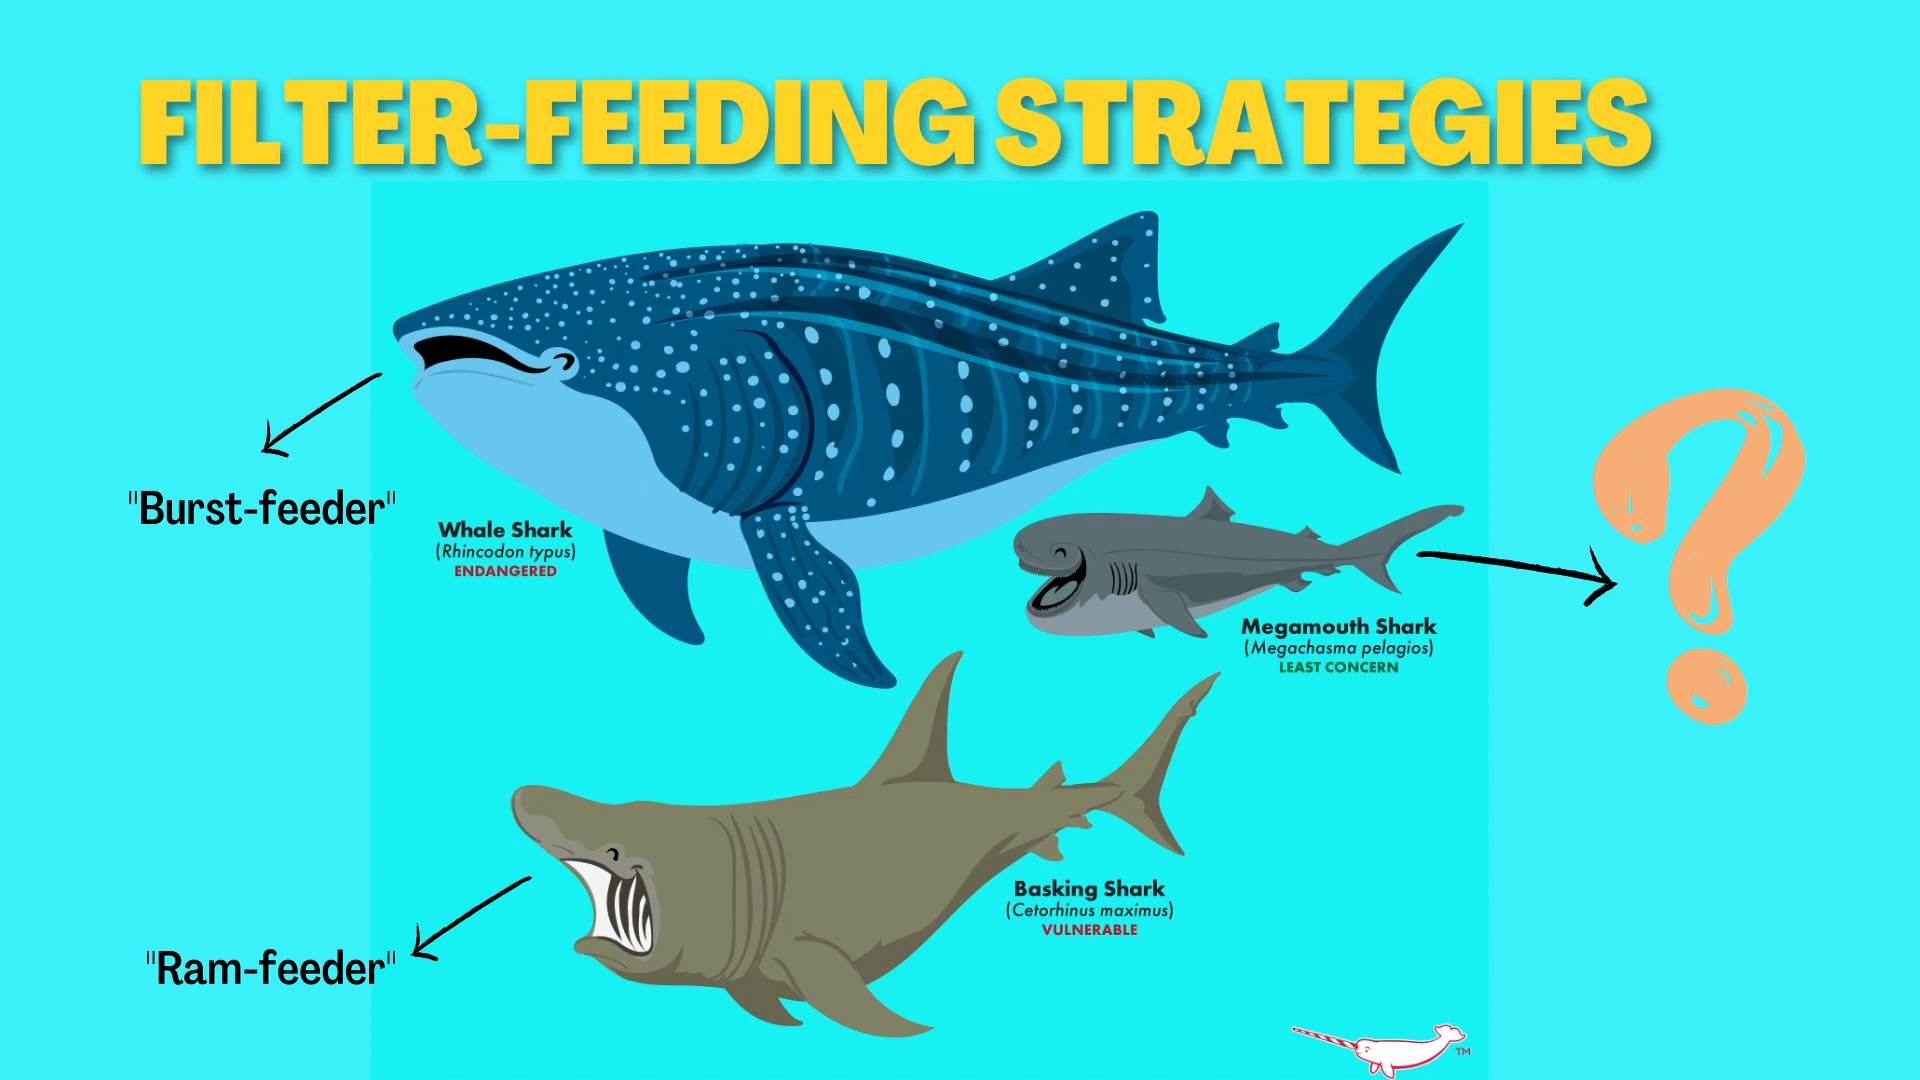 FILTER-FEEDING STRATEGIES
"Burst-feeder"
Whale Shark
(Rhincodon typus)
ENDANGERED
Megamouth Shark
(Megachasma pelagios)
LEAST CONCERN
?
Basking Shark
(Cetorhinus maximus)
VULNERABLE
"Ram-feeder"
TM